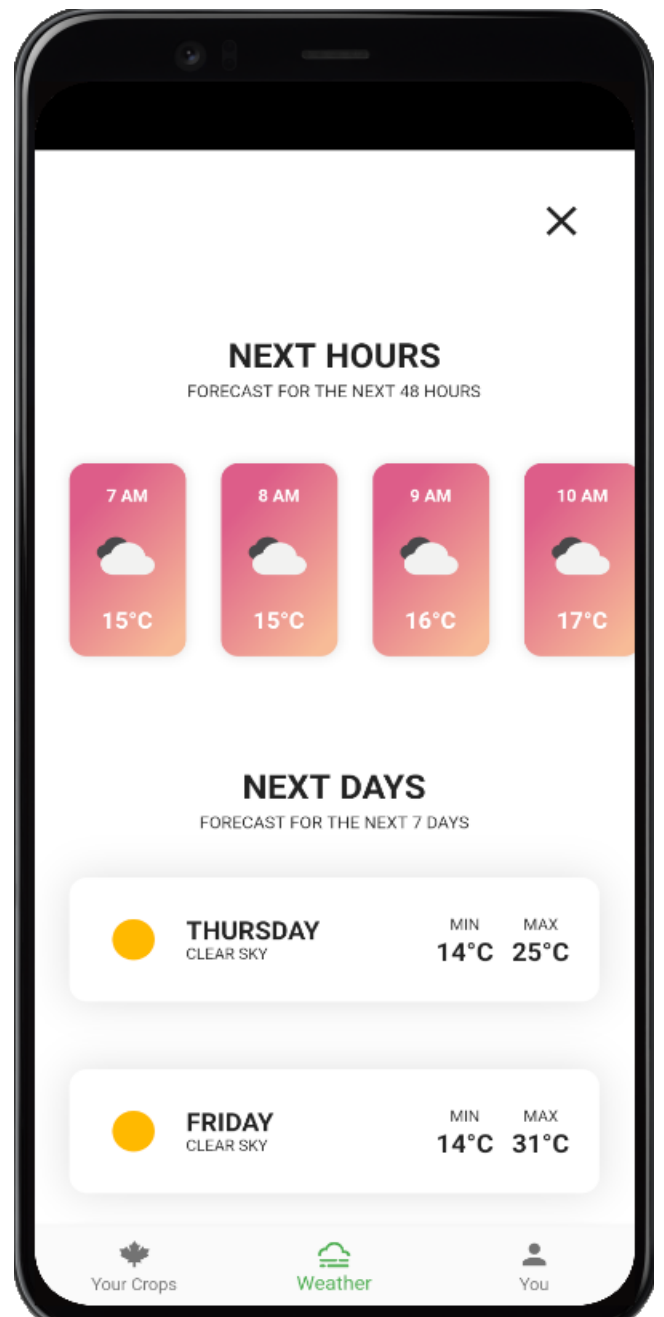 NEXT HOURS
FORECAST FOR THE NEXT 48 HOURS
7 AM 8 AM 9 AM 10 AM
15°C 15°C 16°C 17°C
NEXT DAYS
FORECAST FOR THE NEXT 7 DAYS
THURSDAY
CLEAR SKY
MIN MAX
14°C 25°C
FRIDAY
CLEAR SKY
MIN MAX
14°C 31°C
Your Crops Weather You